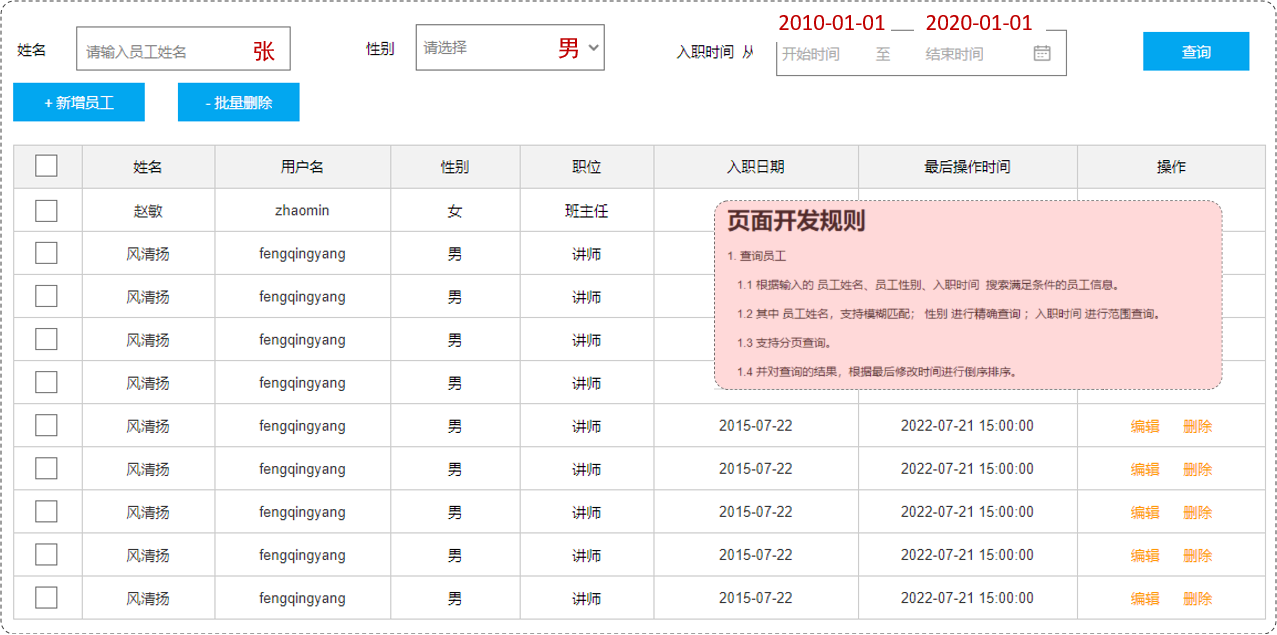 2010-01-01 2020-01-01
姓名 请输入员工姓名 张 性别 请选择 男 入职时间 从 开始时间 至 结束时间 查询
+ 新增员工 - 批量删除
姓名 用户名 性别 职位 入职日期 最后操作时间 操作
赵敏 zhaomin 女 班主任
风清扬 fengqingyang 男 讲师
风清扬 fengqingyang 男 讲师
风清扬 fengqingyang 男 讲师
风清扬 fengqingyang 男 讲师
页面开发规则
1. 查询员工
1.1 根据输入的 员工姓名、员工性别、入职时间 搜索满足条件的员工信息。
1.2 其中 员工姓名，支持模糊匹配； 性别 进行精确查询 ；入职时间 进行范围查询。
1.3 支持分页查询。
1.4 并对查询的结果，根据最后修改时间进行倒序排序。
风清扬 fengqingyang 男 讲师 2015-07-22 2022-07-21 15:00:00 编辑 删除
风清扬 fengqingyang 男 讲师 2015-07-22 2022-07-21 15:00:00 编辑 删除
风清扬 fengqingyang 男 讲师 2015-07-22 2022-07-21 15:00:00 编辑 删除
风清扬 fengqingyang 男 讲师 2015-07-22 2022-07-21 15:00:00 编辑 删除
风清扬 fengqingyang 男 讲师 2015-07-22 2022-07-21 15:00:00 编辑 删除